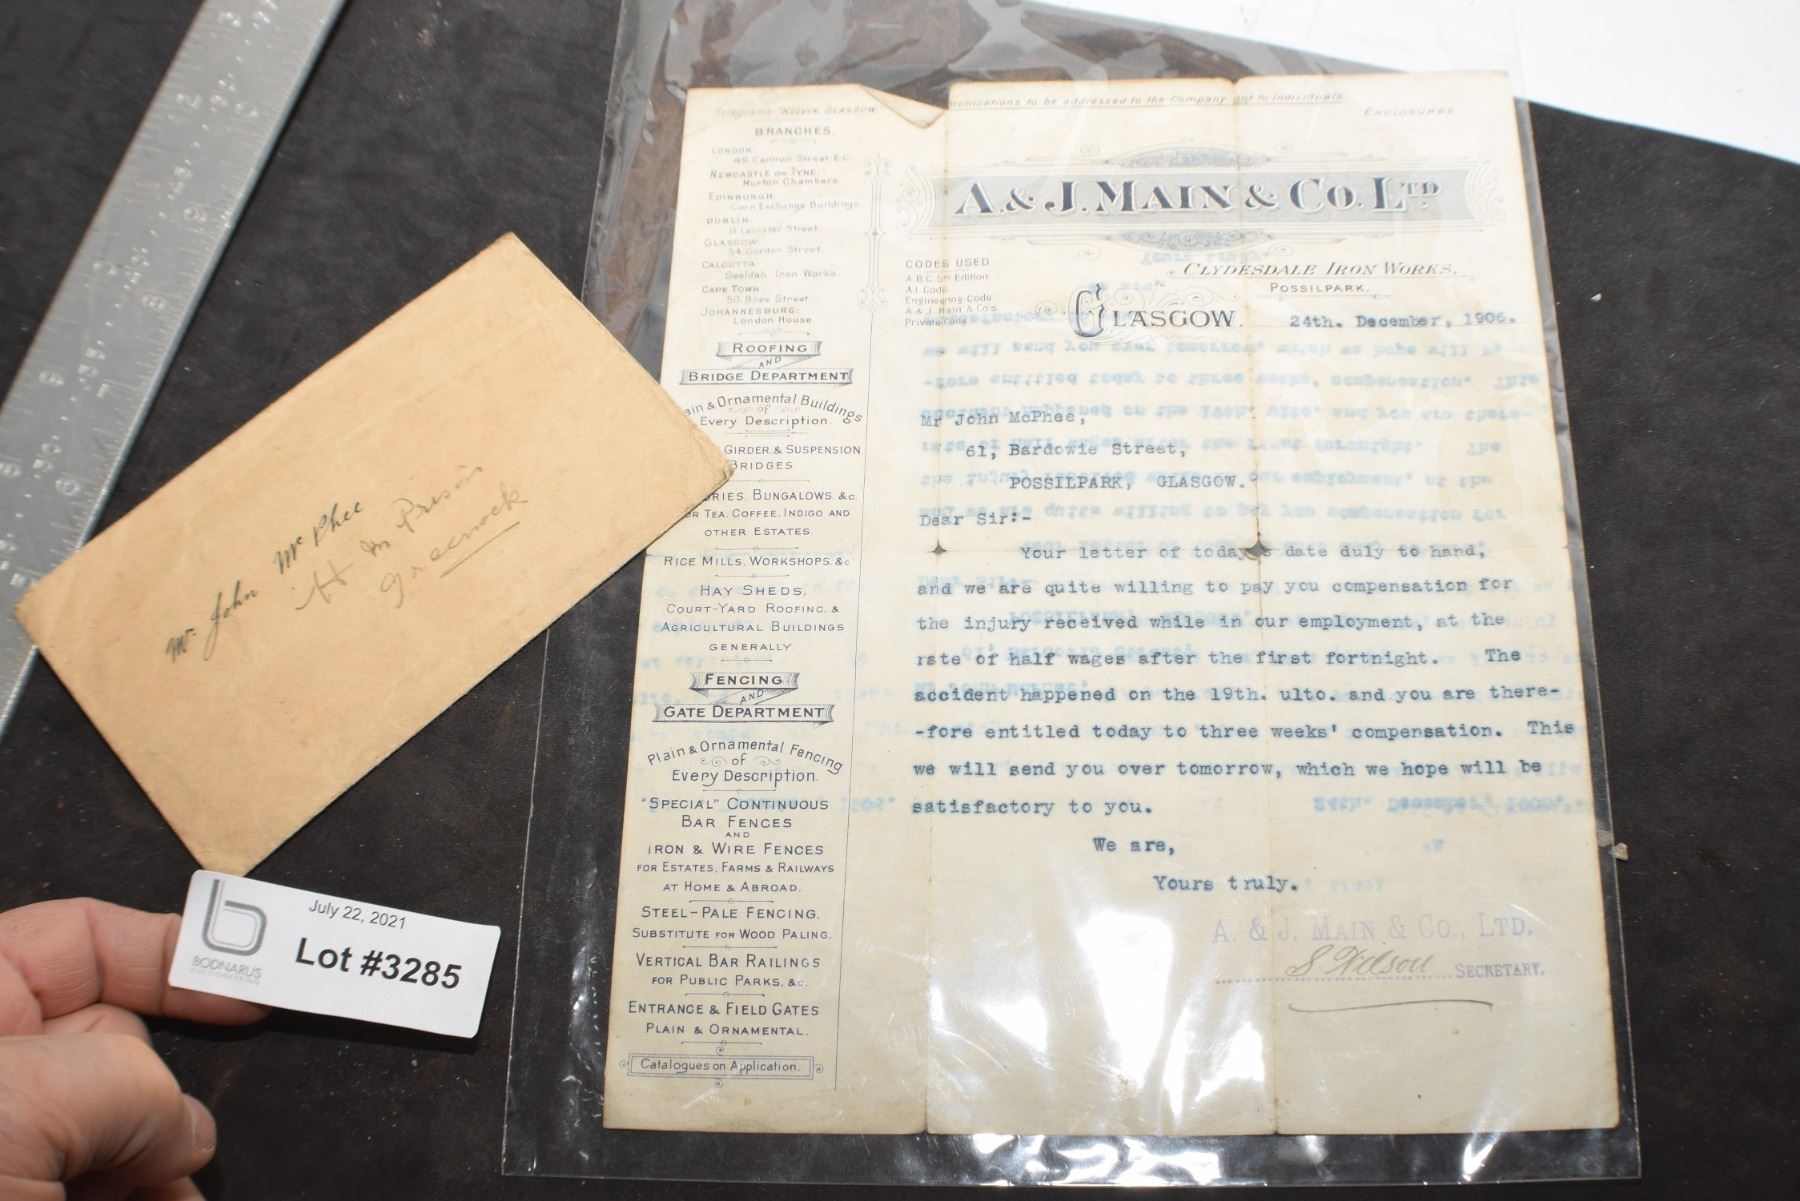 Telegrams "Kelvin, Glasgow."
munications to be addressed to the Company not to Individuals.
Enclosures
BRANCHES.
LONDON:
49 Cannon Street E.C.
NEWCASTLE ON TYNE:
Murton Chambers.
EDINBURGH:
Corn Exchange Buildings.
DUBLIN:
11 Leinster Street.
GLASGOW:
54 Gordon Street.
CALCUTTA:
Sealdah Iron Works.
CAPE TOWN:
50 Bree Street.
JOHANNESBURG:
London House.
ROOFING
AND
BRIDGE DEPARTMENT
ain & Ornamental Buildings
of
Every Description.
GIRDER & SUSPENSION
BRIDGES.
RIES, BUNGALOWS, &c.
OR TEA, COFFEE, INDIGO AND
OTHER ESTATES.
RICE MILLS, WORKSHOPS, &c
HAY SHEDS,
COURT-YARD ROOFING, &
AGRICULTURAL BUILDINGS
GENERALLY.
FENCING
AND
GATE DEPARTMENT
Plain & Ornamental Fencing
of
Every Description.
"SPECIAL" CONTINUOUS
BAR FENCES
AND
IRON & WIRE FENCES
FOR ESTATES, FARMS & RAILWAYS
AT HOME & ABROAD.
STEEL-PALE FENCING.
SUBSTITUTE FOR WOOD PALING.
VERTICAL BAR RAILINGS
FOR PUBLIC PARKS, &c.
ENTRANCE & FIELD GATES
PLAIN & ORNAMENTAL.
Catalogues on Application.
A. & J. MAIN & CO. LTD
CODES USED
A.B.C. 5th Edition.
A.I. Code.
Engineering Code.
A. & J. Main & Co's
Private Code
CLYDESDALE IRON WORKS.
POSSILPARK.
GLASGOW.
24th. December, 1906.
Mr John McPhee,
61, Bardowie Street,
POSSILPARK, GLASGOW.
Dear Sir:-
Your letter of today's date duly to hand,
and we are quite willing to pay you compensation for
the injury received while in our employment, at the
rate of half wages after the first fortnight. The
accident happened on the 19th. ulto. and you are there-
-fore entitled today to three weeks' compensation. This
we will send you over tomorrow, which we hope will be
satisfactory to you.
We are,
Yours truly.
A. & J. MAIN & CO., LTD.
S. Wilson SECRETARY.
Mr. John McPhee
H M Prison
Greenock
July 22, 2021
Lot #3285
BODNARUS
AUCTIONEERING